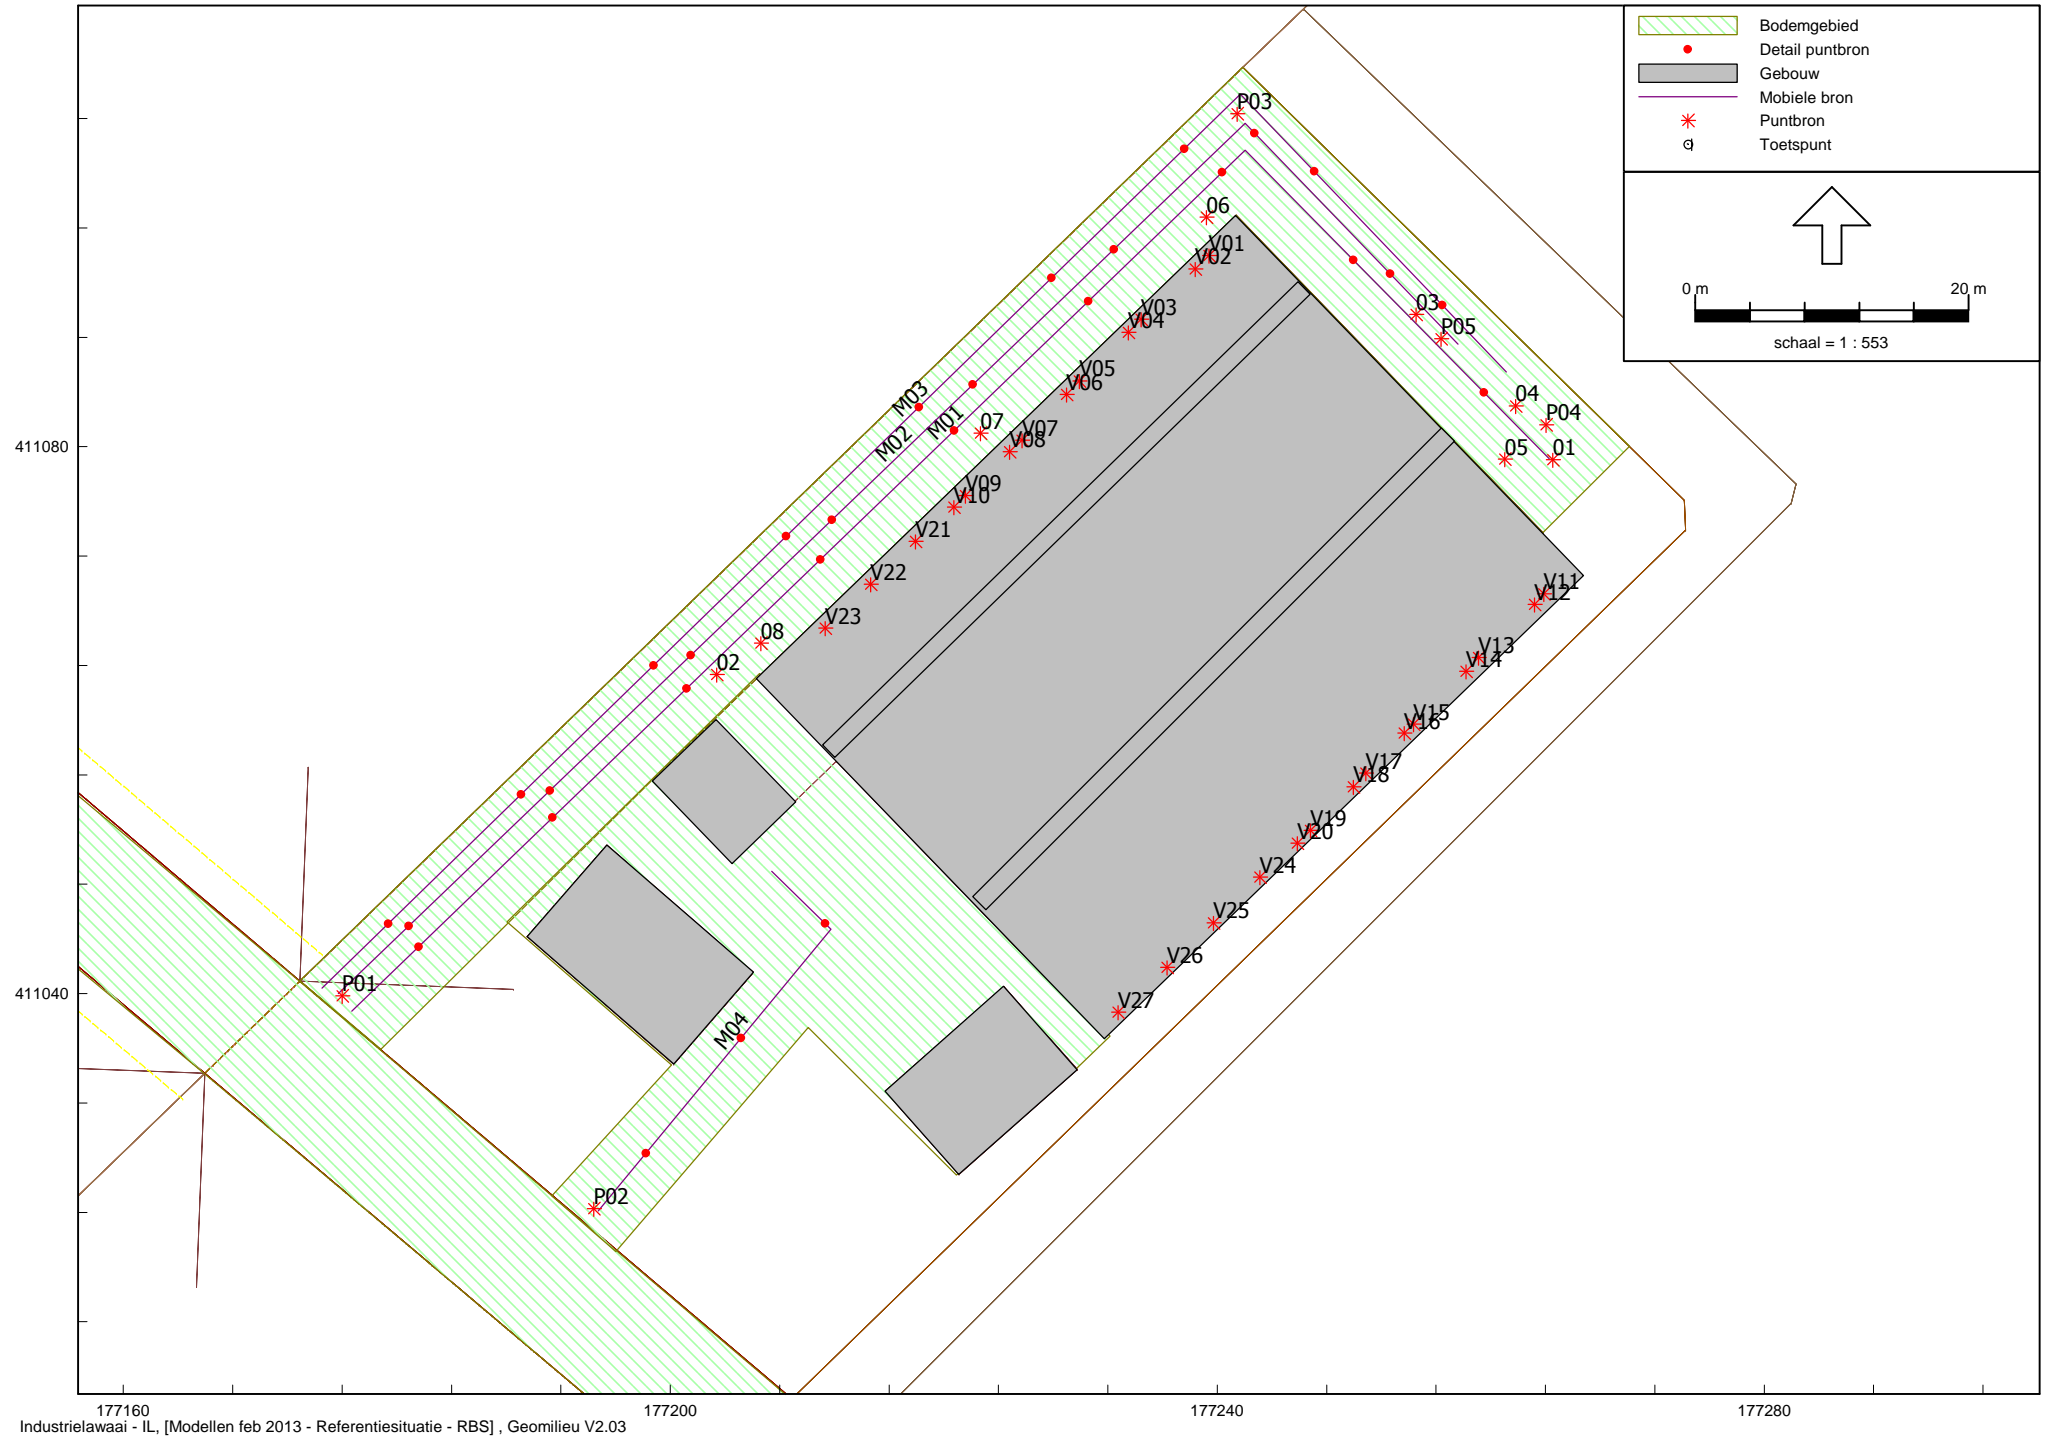 Bodemgebied
Detail puntbron
Gebouw
Mobiele bron
Puntbron
Toetspunt
0 m 20 m
schaal = 1 : 553
P03
06
V01
V02
03
V03
V04
P05
V05
V06
M03
04
P04
M01
07
M02
V07
V08
05
01
411080
V09
V10
V21
V22
V11
V12
V23
08
02
V13
V14
V15
V16
V17
V18
V19
V20
V24
V25
V26
P01
411040
V27
M04
P02
177160 177200 177240 177280
Industrielawaai - IL, [Modellen feb 2013 - Referentiesituatie - RBS] , Geomilieu V2.03